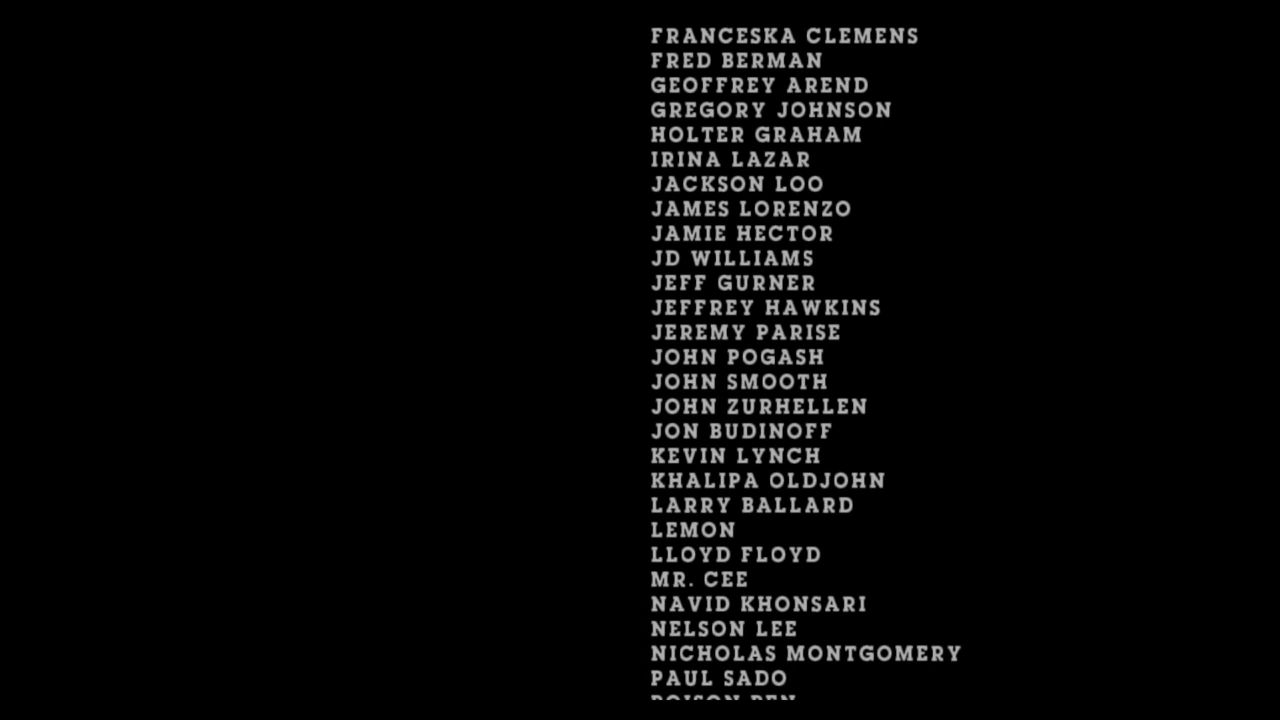 FRANCESKA CLEMENS
FRED BERMAN
GEOFFREY AREND
GREGORY JOHNSON
HOLTER GRAHAM
IRINA LAZAR
JACKSON LOO
JAMES LORENZO
JAMIE HECTOR
JD WILLIAMS
JEFF GURNER
JEFFREY HAWKINS
JEREMY PARISE
JOHN POGASH
JOHN SMOOTH
JOHN ZURHELLEN
JON BUDINOFF
KEVIN LYNCH
KHALIPA OLDJOHN
LARRY BALLARD
LEMON
LLOYD FLOYD
MR. CEE
NAVID KHONSARI
NELSON LEE
NICHOLAS MONTGOMERY
PAUL SADO